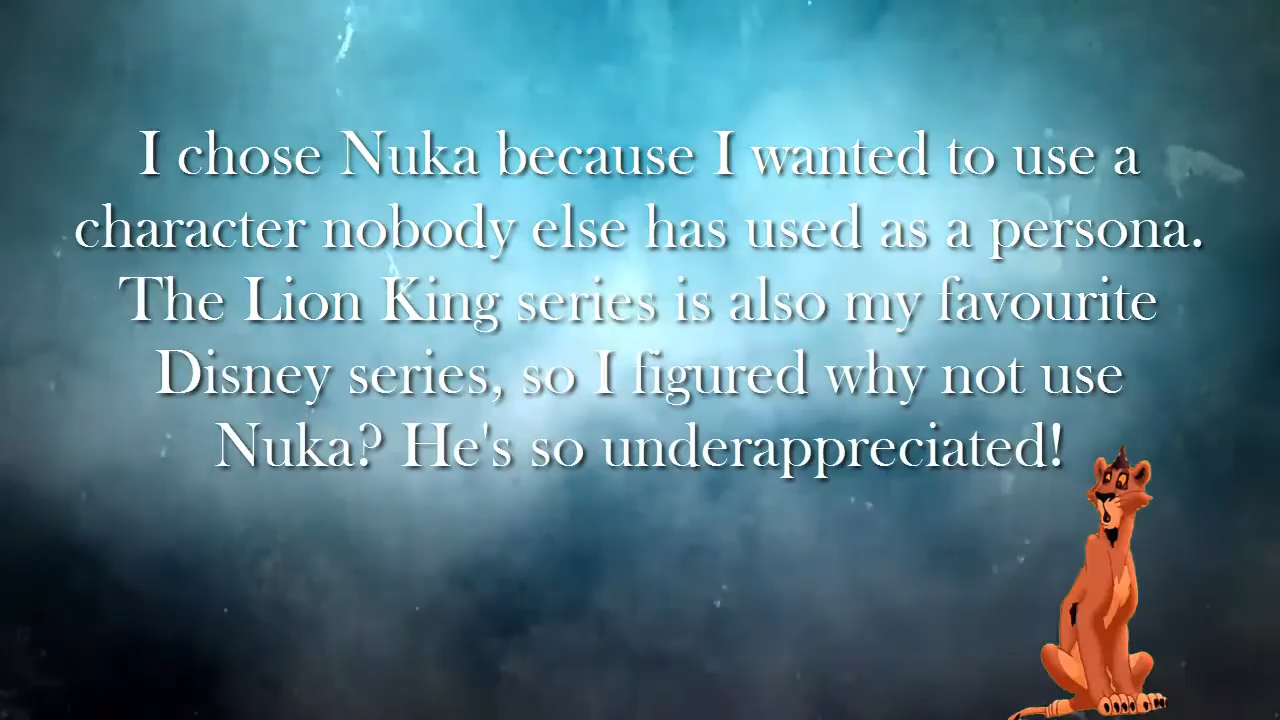 I chose Nuka because I wanted to use a
character nobody else has used as a persona.
The Lion King series is also my favourite
Disney series, so I figured why not use
Nuka? He's so underappreciated!